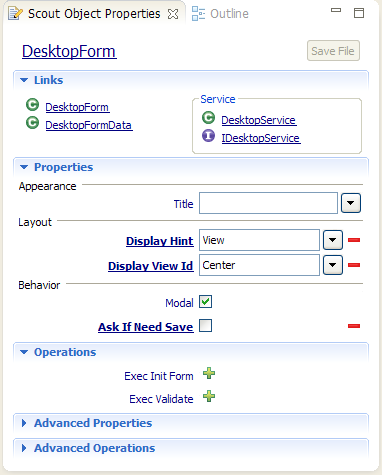 Scout Object Properties Outline
DesktopForm Save File
Links
Service
DesktopForm DesktopService
DesktopFormData IDesktopService
Properties
Appearance
Title
Layout
Display Hint View
Display View Id Center
Behavior
Modal
Ask If Need Save
Operations
Exec Init Form
Exec Validate
Advanced Properties
Advanced Operations